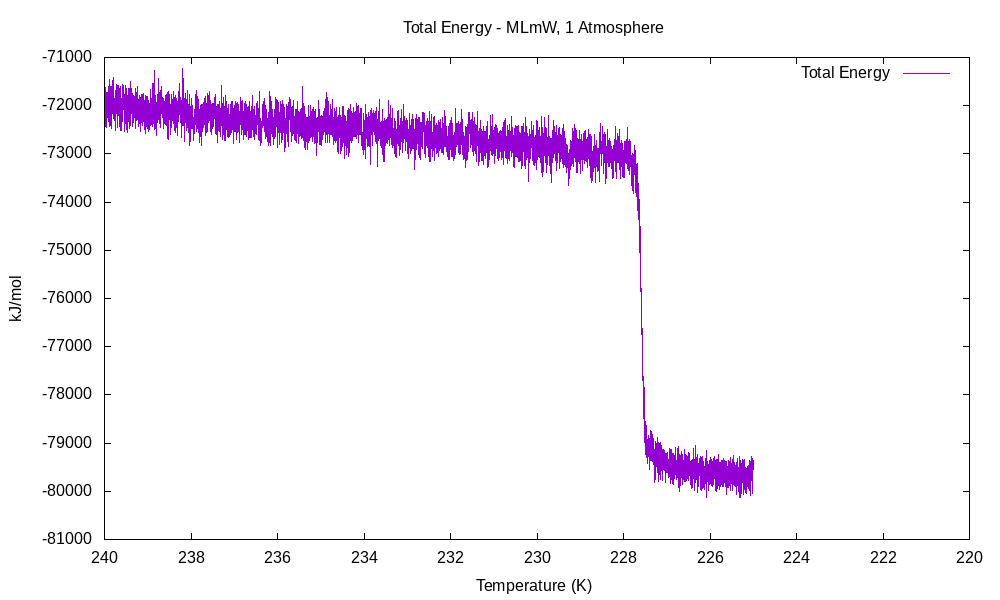 Total Energy - MLmW, 1 Atmosphere
Total Energy
-71000
-72000
-73000
-74000
-75000
-76000
-77000
-78000
-79000
-80000
-81000
kJ/mol
240 238 236 234 232 230 228 226 224 222 220
Temperature (K)